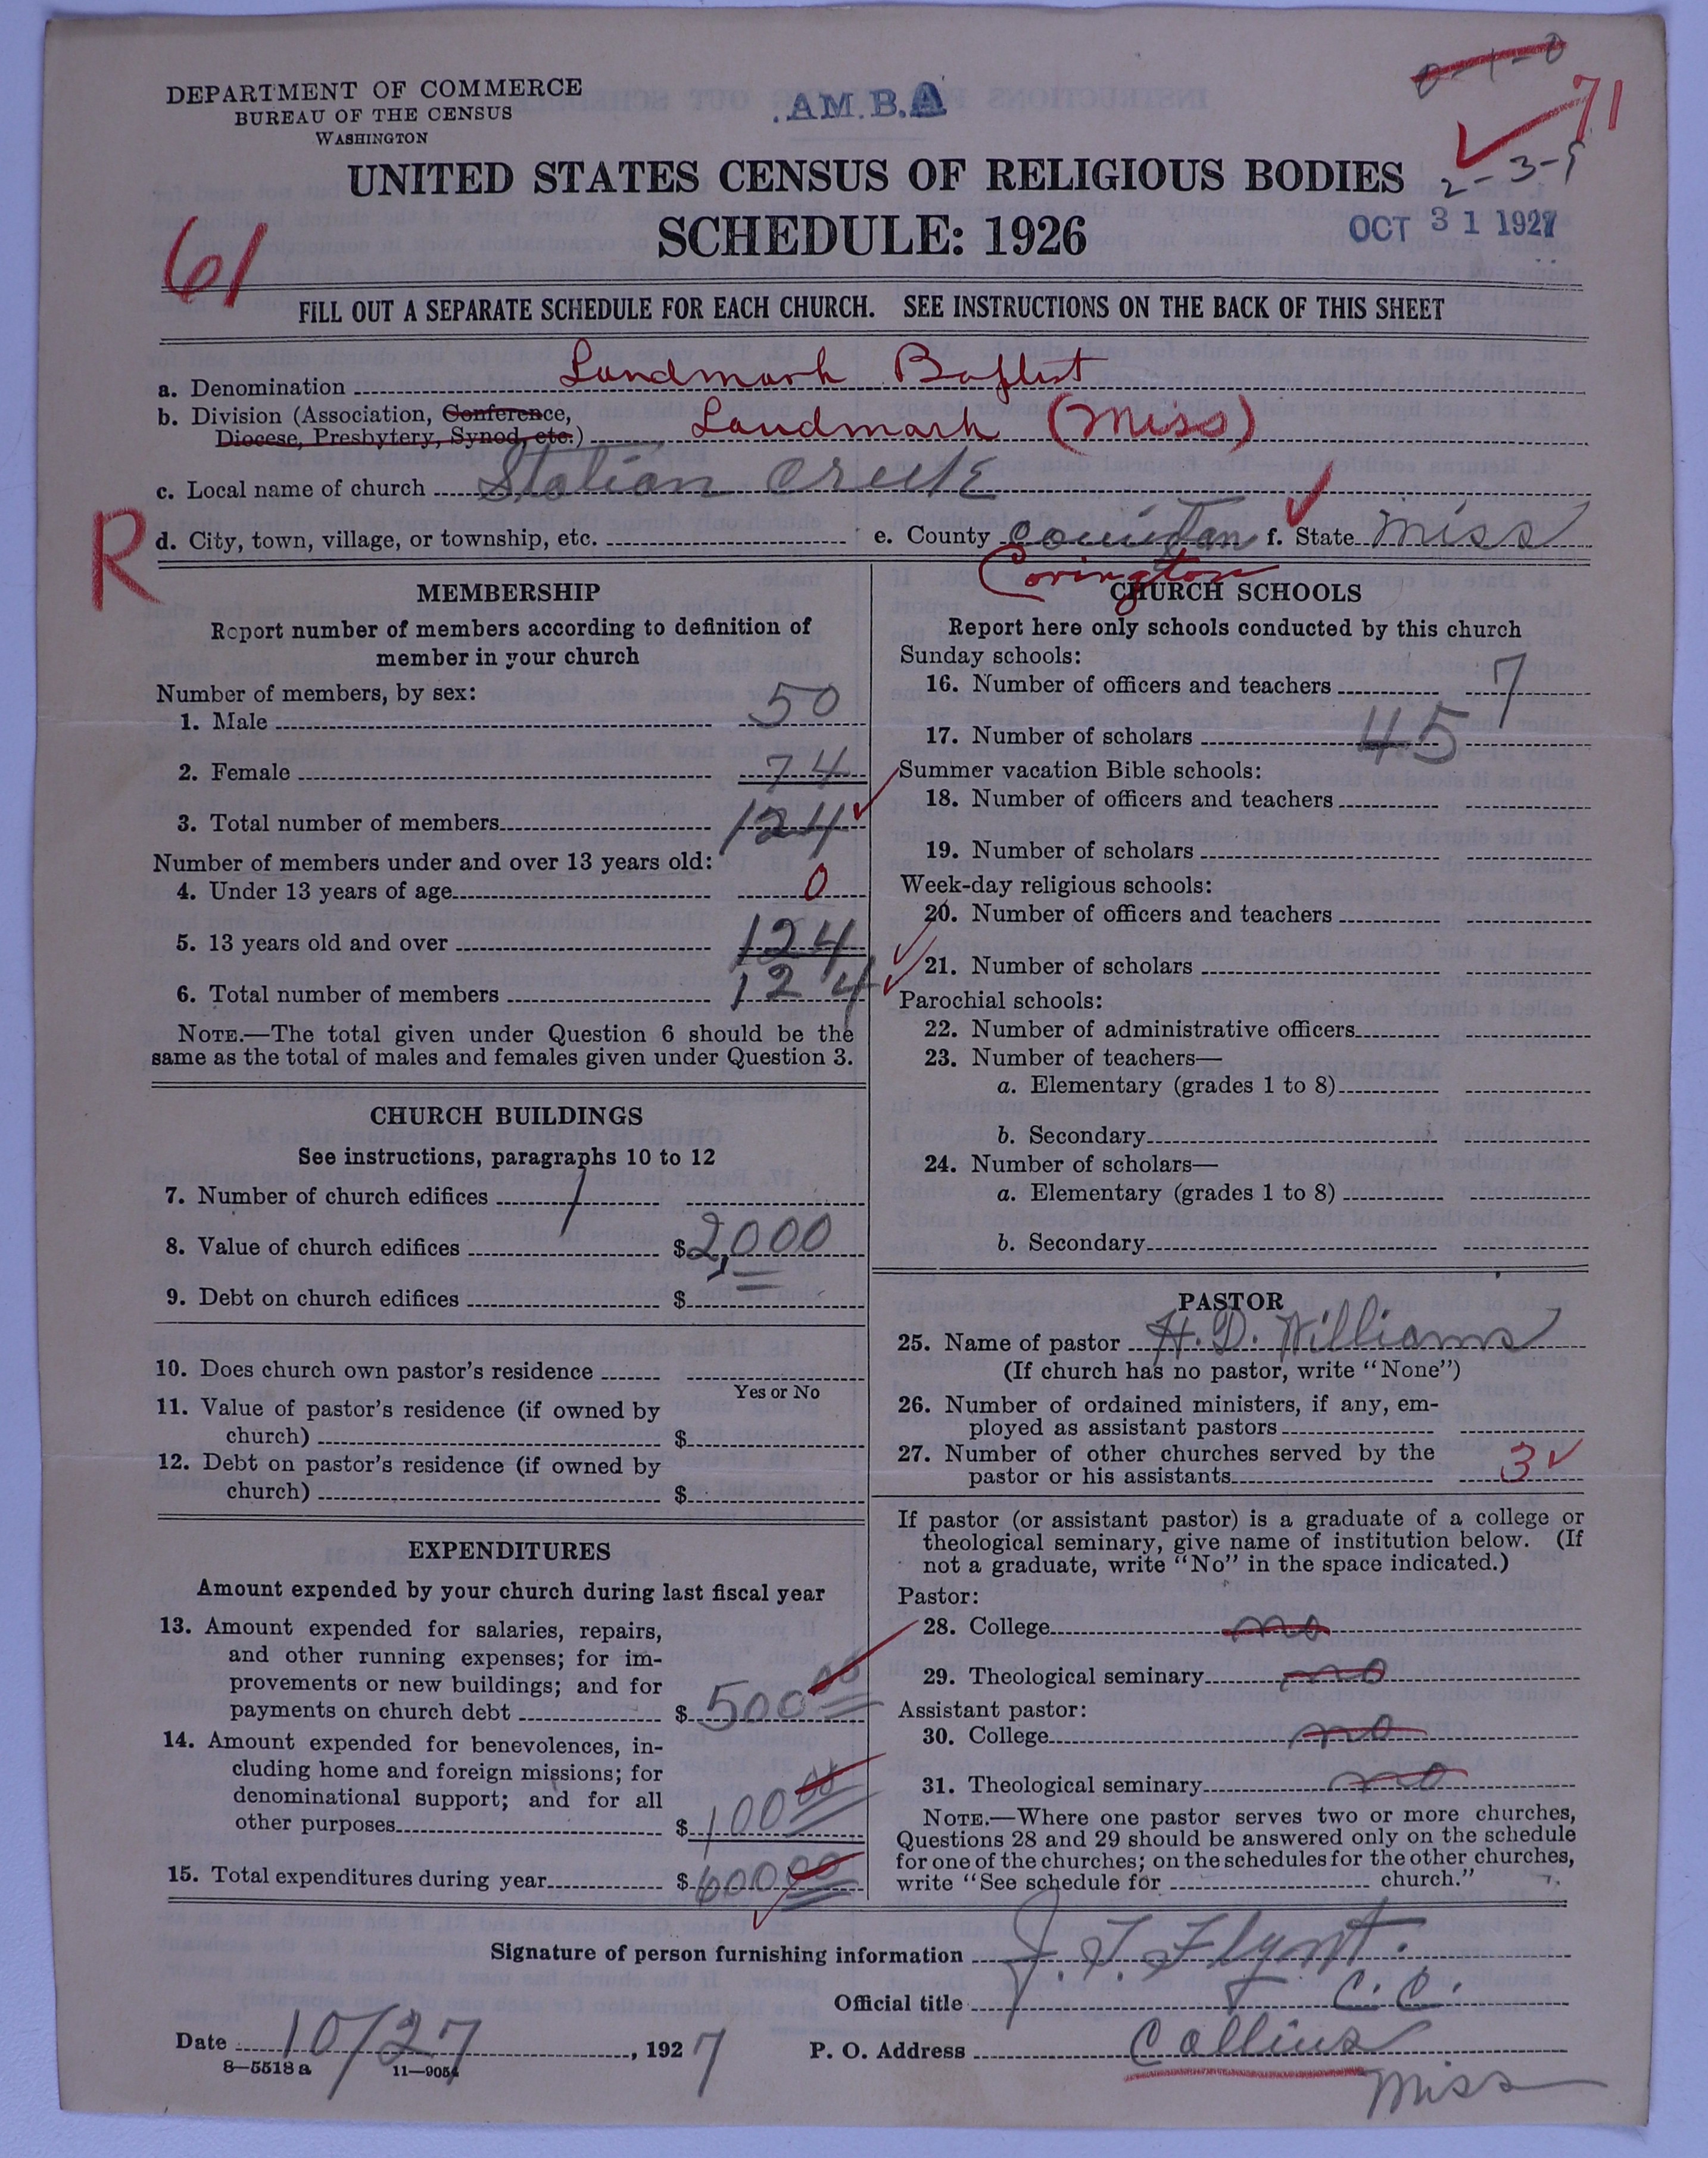 DEPARTMENT OF COMMERCE
BUREAU OF THE CENSUS
WASHINGTON
AM.B.A
0-1-0
71
2-3-9
UNITED STATES CENSUS OF RELIGIOUS BODIES
SCHEDULE: 1926
OCT 31 1927
61
FILL OUT A SEPARATE SCHEDULE FOR EACH CHURCH. SEE INSTRUCTIONS ON THE BACK OF THIS SHEET
a. Denomination Landmark Baptist
b. Division (Association, Conference,
Diocese, Presbytery, Synod, etc.) Landmark (Miss)
c. Local name of church Station Creek
R
d. City, town, village, or township, etc. e. County Covington f. State Miss
Covington
MEMBERSHIP
Report number of members according to definition of
member in your church
Number of members, by sex:
1. Male 50
2. Female 74
3. Total number of members 124
Number of members under and over 13 years old:
4. Under 13 years of age 0
5. 13 years old and over 124
6. Total number of members 124
NOTE.—The total given under Question 6 should be the
same as the total of males and females given under Question 3.
CHURCH BUILDINGS
See instructions, paragraphs 10 to 12
7. Number of church edifices 1
8. Value of church edifices $2,000
9. Debt on church edifices $
10. Does church own pastor's residence
Yes or No
11. Value of pastor's residence (if owned by
church) $
12. Debt on pastor's residence (if owned by
church) $
EXPENDITURES
Amount expended by your church during last fiscal year
13. Amount expended for salaries, repairs,
and other running expenses; for im-
provements or new buildings; and for
payments on church debt $ 500 00
14. Amount expended for benevolences, in-
cluding home and foreign missions; for
denominational support; and for all
other purposes $ 100 00
15. Total expenditures during year $ 600 00
CHURCH SCHOOLS
Report here only schools conducted by this church
Sunday schools:
16. Number of officers and teachers 7
17. Number of scholars 45
Summer vacation Bible schools:
18. Number of officers and teachers
19. Number of scholars
Week-day religious schools:
20. Number of officers and teachers
21. Number of scholars
Parochial schools:
22. Number of administrative officers
23. Number of teachers—
a. Elementary (grades 1 to 8)
b. Secondary
24. Number of scholars—
a. Elementary (grades 1 to 8)
b. Secondary
PASTOR
25. Name of pastor H. D. Williams
(If church has no pastor, write "None")
26. Number of ordained ministers, if any, em-
ployed as assistant pastors
27. Number of other churches served by the
pastor or his assistants 3
If pastor (or assistant pastor) is a graduate of a college or
theological seminary, give name of institution below. (If
not a graduate, write "No" in the space indicated.)
Pastor:
28. College no
29. Theological seminary no
Assistant pastor:
30. College no
31. Theological seminary no
NOTE.—Where one pastor serves two or more churches,
Questions 28 and 29 should be answered only on the schedule
for one of the churches; on the schedules for the other churches,
write "See schedule for church."
Signature of person furnishing information J. T. Flynt.
Official title C. C.
Date 10/27, 1927 P. O. Address Collins
Miss
8—5518 a 11—9054